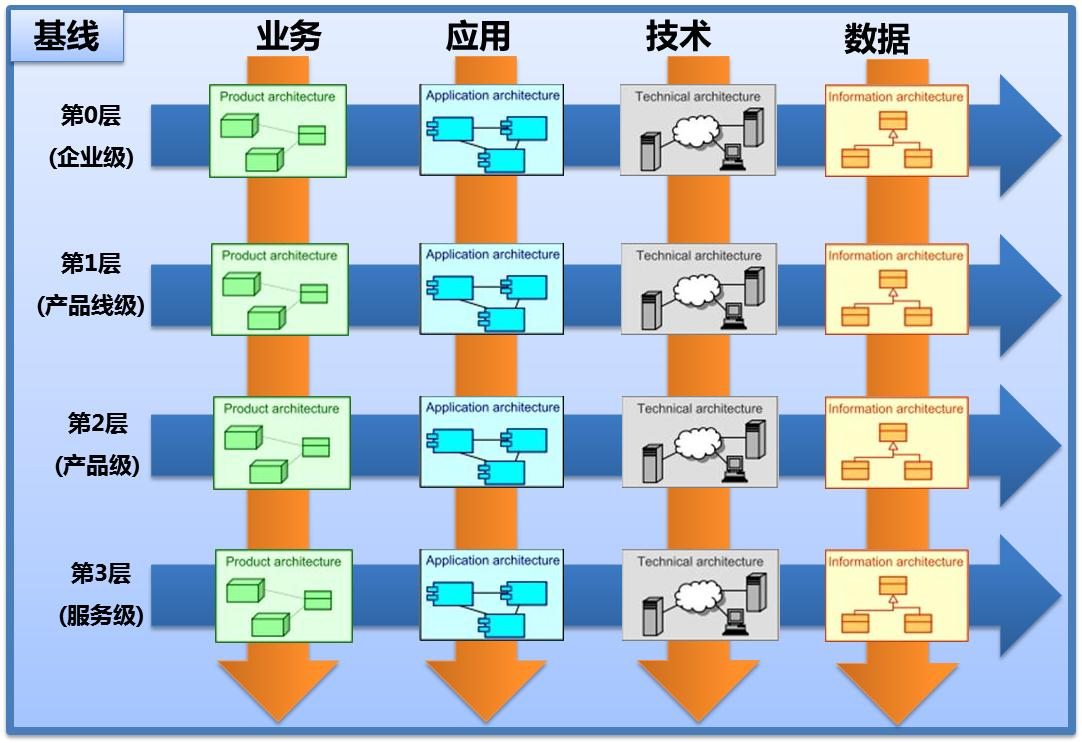 基线
业务
应用
技术
数据
第0层
(企业级)
Product architecture
Application architecture
Technical architecture
Information architecture
第1层
(产品线级)
Product architecture
Application architecture
Technical architecture
Information architecture
第2层
(产品级)
Product architecture
Application architecture
Technical architecture
Information architecture
第3层
(服务级)
Product architecture
Application architecture
Technical architecture
Information architecture